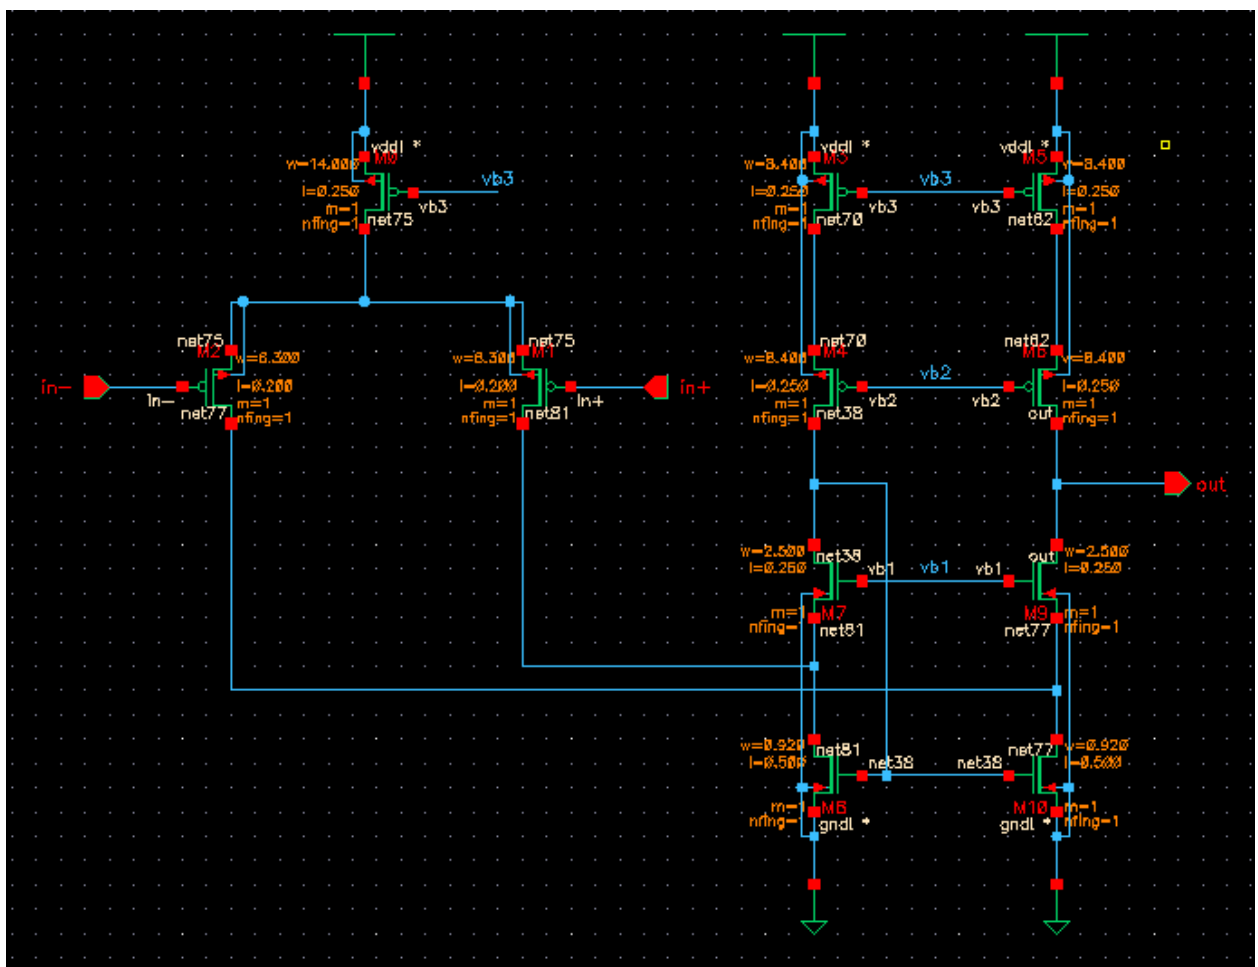 vddl *
M0
w=14.000
l=0.250
m=1
nfing=1
vb3
vb3
net75
vddl *
w=8.400
l=0.250
m=1
nfing=1
vb3
net70
vb3
vddl *
M5
w=8.400
l=0.250
m=1
nfing=1
vb3
net62
net75
M2
w=6.300
l=0.200
m=1
nfing=1
in-
in-
net77
net75
M1
w=6.300
l=0.200
m=1
nfing=1
in+
in+
net81
net70
M4
w=8.400
l=0.250
m=1
nfing=1
vb2
net38
vb2
net62
M6
w=8.400
l=0.250
m=1
nfing=1
vb2
out
out
w=2.500
l=0.250
net38
vb1
vb1
vb1
out
w=2.500
l=0.250
m=1
nfing=1
M7
net81
M9
net77
m=1
nfing=1
w=0.920
l=0.500
net81
net38
net38
net77
w=0.920
l=0.500
m=1
nfing=1
gndl *
M10
gndl *
m=1
nfing=1